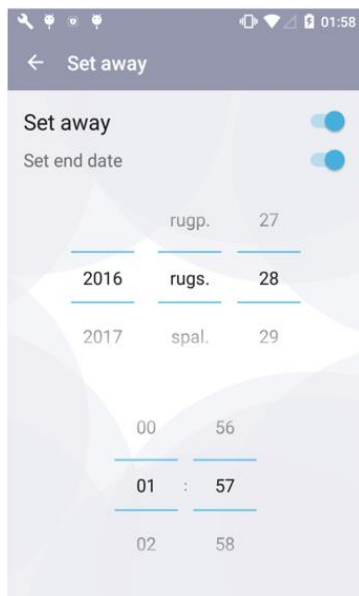 01:58
Set away
Set away
Set end date
rugp. 27
2016 rugs. 28
2017 spal. 29
00 56
01 : 57
02 58